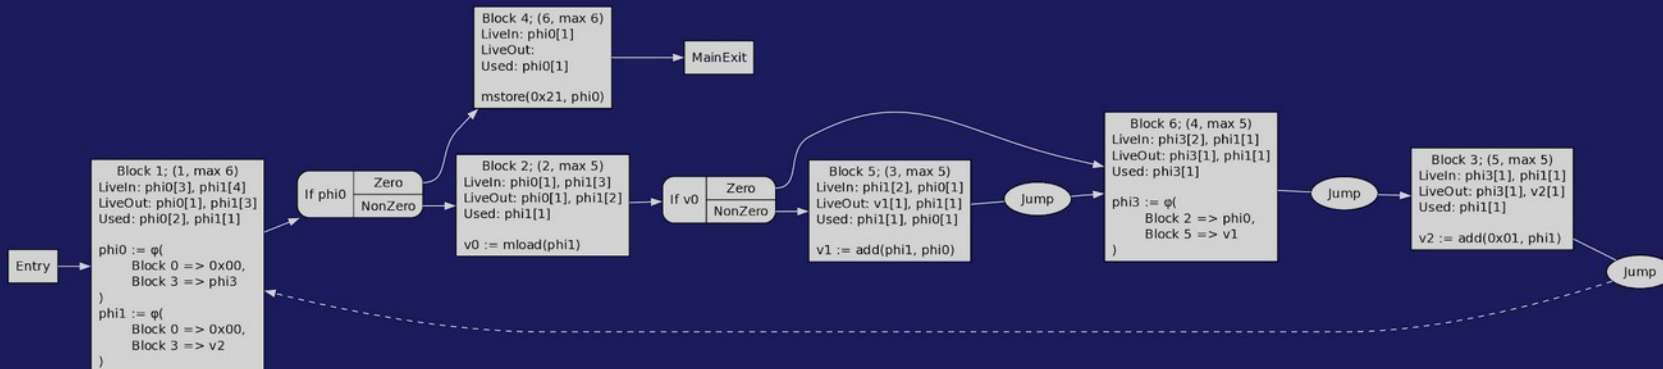 Entry
Block 1; (1, max 6)
LiveIn: phi0[3], phi1[4]
LiveOut: phi0[1], phi1[3]
Used: phi0[2], phi1[1]
phi0 := φ(
Block 0 => 0x00,
Block 3 => phi3
)
phi1 := φ(
Block 0 => 0x00,
Block 3 => v2
)
If phi0
Zero
NonZero
Block 4; (6, max 6)
LiveIn: phi0[1]
LiveOut:
Used: phi0[1]
mstore(0x21, phi0)
MainExit
Block 2; (2, max 5)
LiveIn: phi0[1], phi1[3]
LiveOut: phi0[1], phi1[2]
Used: phi1[1]
v0 := mload(phi1)
If v0
Zero
NonZero
Block 5; (3, max 5)
LiveIn: phi1[2], phi0[1]
LiveOut: v1[1], phi1[1]
Used: phi1[1], phi0[1]
v1 := add(phi1, phi0)
Jump
Block 6; (4, max 5)
LiveIn: phi3[2], phi1[1]
LiveOut: phi3[1], phi1[1]
Used: phi3[1]
phi3 := φ(
Block 2 => phi0,
Block 5 => v1
)
Jump
Block 3; (5, max 5)
LiveIn: phi3[1], phi1[1]
LiveOut: phi3[1], v2[1]
Used: phi1[1]
v2 := add(0x01, phi1)
Jump